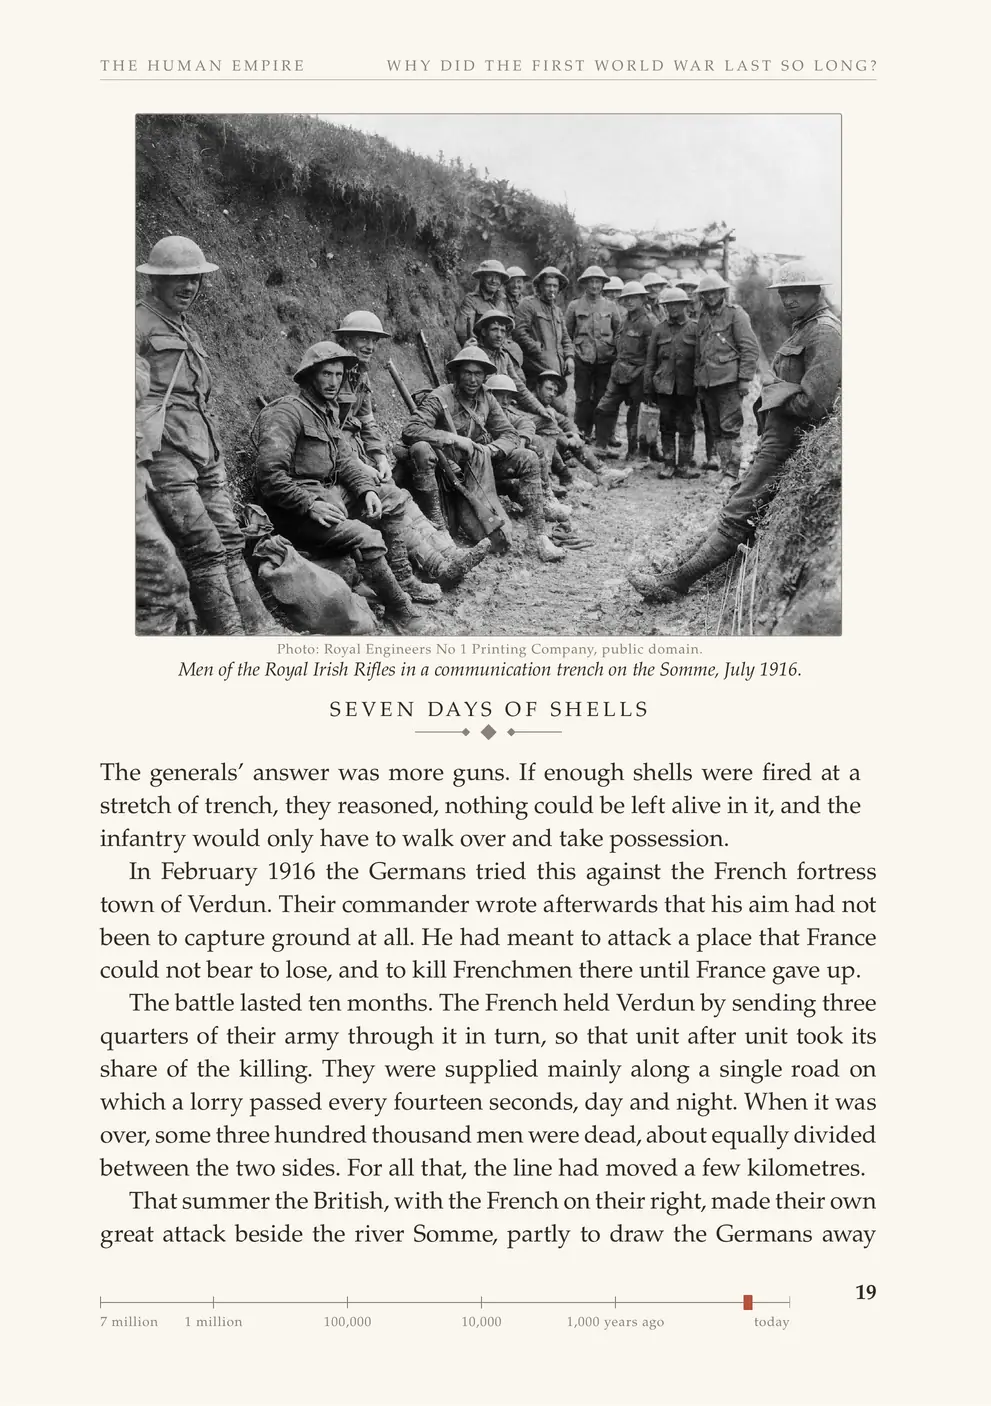 THE HUMAN EMPIRE
WHY DID THE FIRST WORLD WAR LAST SO LONG?
Photo: Royal Engineers No 1 Printing Company, public domain.
Men of the Royal Irish Rifles in a communication trench on the Somme, July 1916.
SEVEN DAYS OF SHELLS
The generals’ answer was more guns. If enough shells were fired at a
stretch of trench, they reasoned, nothing could be left alive in it, and the
infantry would only have to walk over and take possession.
In February 1916 the Germans tried this against the French fortress
town of Verdun. Their commander wrote afterwards that his aim had not
been to capture ground at all. He had meant to attack a place that France
could not bear to lose, and to kill Frenchmen there until France gave up.
The battle lasted ten months. The French held Verdun by sending three
quarters of their army through it in turn, so that unit after unit took its
share of the killing. They were supplied mainly along a single road on
which a lorry passed every fourteen seconds, day and night. When it was
over, some three hundred thousand men were dead, about equally divided
between the two sides. For all that, the line had moved a few kilometres.
That summer the British, with the French on their right, made their own
great attack beside the river Somme, partly to draw the Germans away
19
7 million 1 million 100,000 10,000 1,000 years ago today